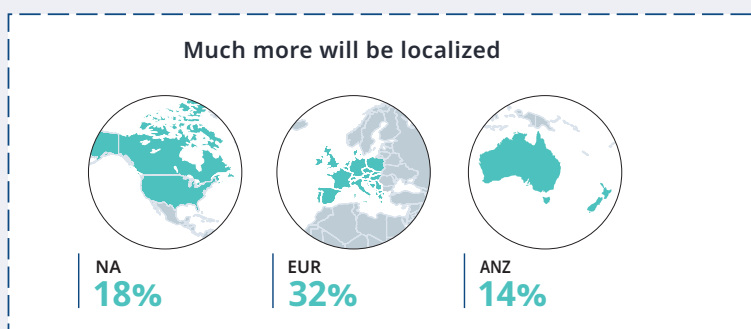 Much more will be localized
NA
18%
EUR
32%
ANZ
14%